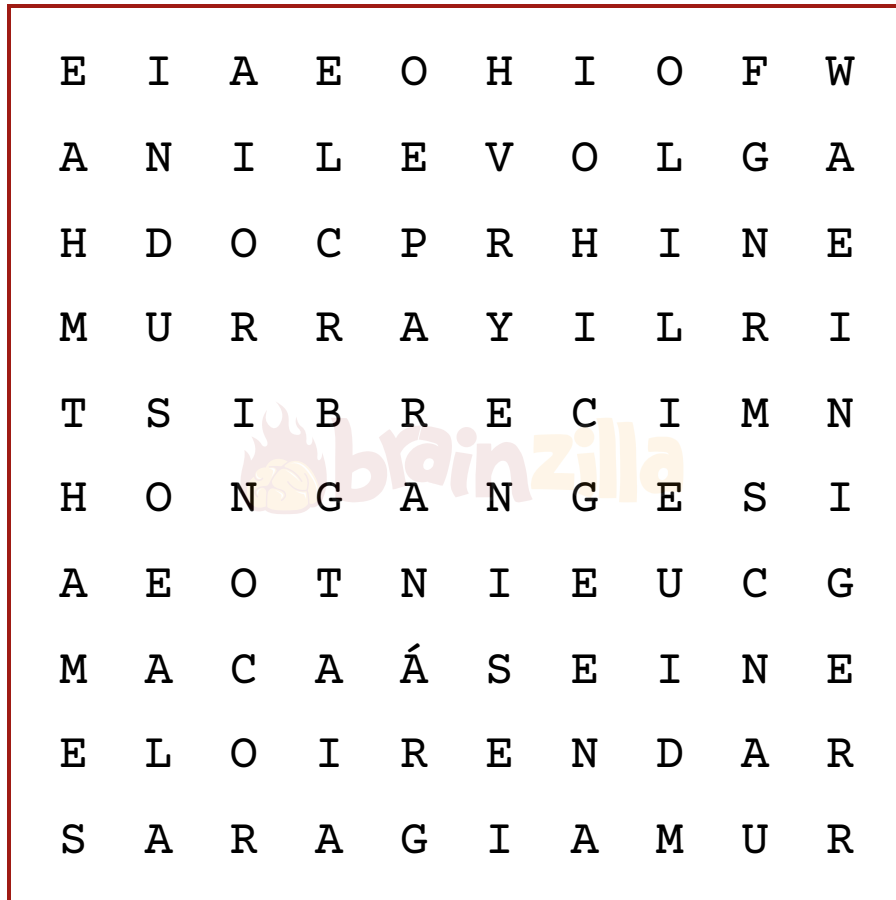 E I A E O H I O F W
A N I L E V O L G A
H D O C P R H I N E
M U R R A Y I L R I
T S I B R E C I M N
brainzilla
H O N G A N G E S I
A E O T N I E U C G
M A C A Á S E I N E
E L O I R E N D A R
S A R A G I A M U R